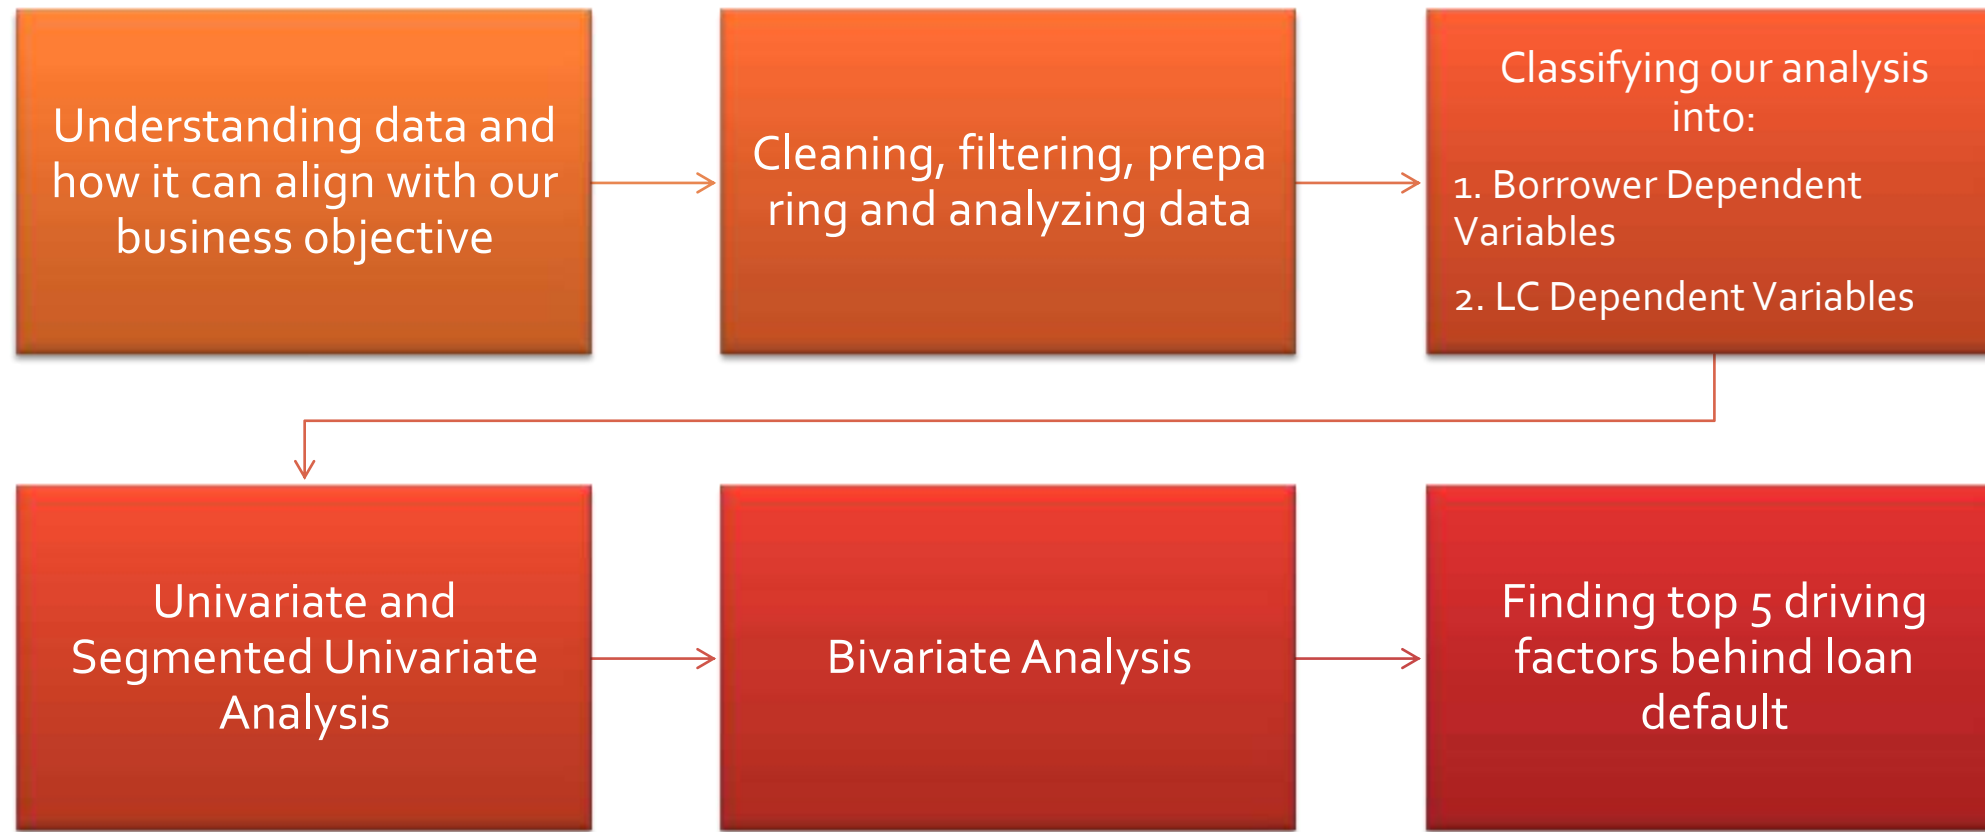 Understanding data and
how it can align with our
business objective
Cleaning, filtering, prepa
ring and analyzing data
Classifying our analysis
into:
1. Borrower Dependent
Variables
2. LC Dependent Variables
Univariate and
Segmented Univariate
Analysis
Bivariate Analysis
Finding top 5 driving
factors behind loan
default